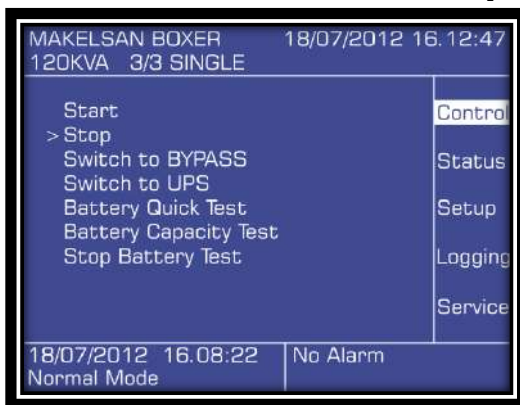 MAKELSAN BOXER 18/07/2012 16.12:47
120KVA 3/3 SINGLE
Start
> Stop
Switch to BYPASS
Switch to UPS
Battery Quick Test
Battery Capacity Test
Stop Battery Test
Control
Status
Setup
Logging
Service
18/07/2012 16.08:22 No Alarm
Normal Mode